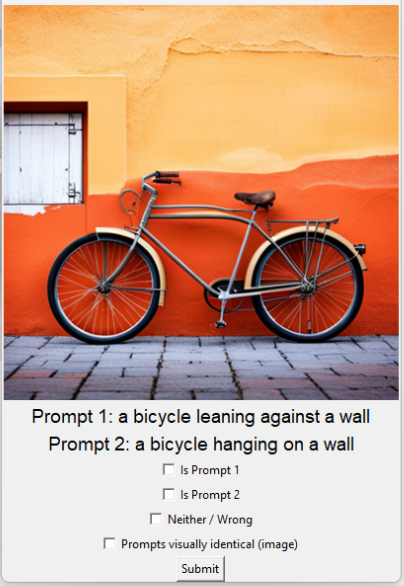 Prompt 1: a bicycle leaning against a wall
Prompt 2: a bicycle hanging on a wall
Is Prompt 1
Is Prompt 2
Neither / Wrong
Prompts visually identical (image)
Submit